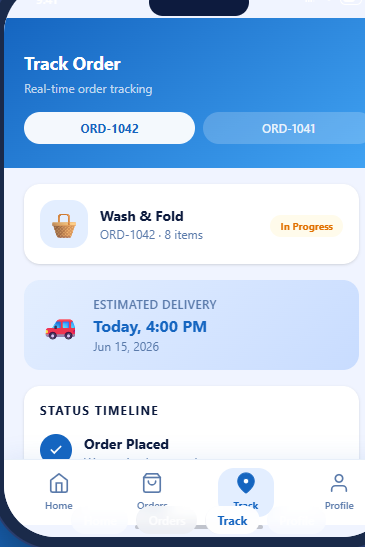 Track Order
Real-time order tracking
ORD-1042
ORD-1041
Wash & Fold
ORD-1042 · 8 items
In Progress
ESTIMATED DELIVERY
Today, 4:00 PM
Jun 15, 2026
STATUS TIMELINE
Order Placed
Home
Orders
Track
Profile
Orders
Track